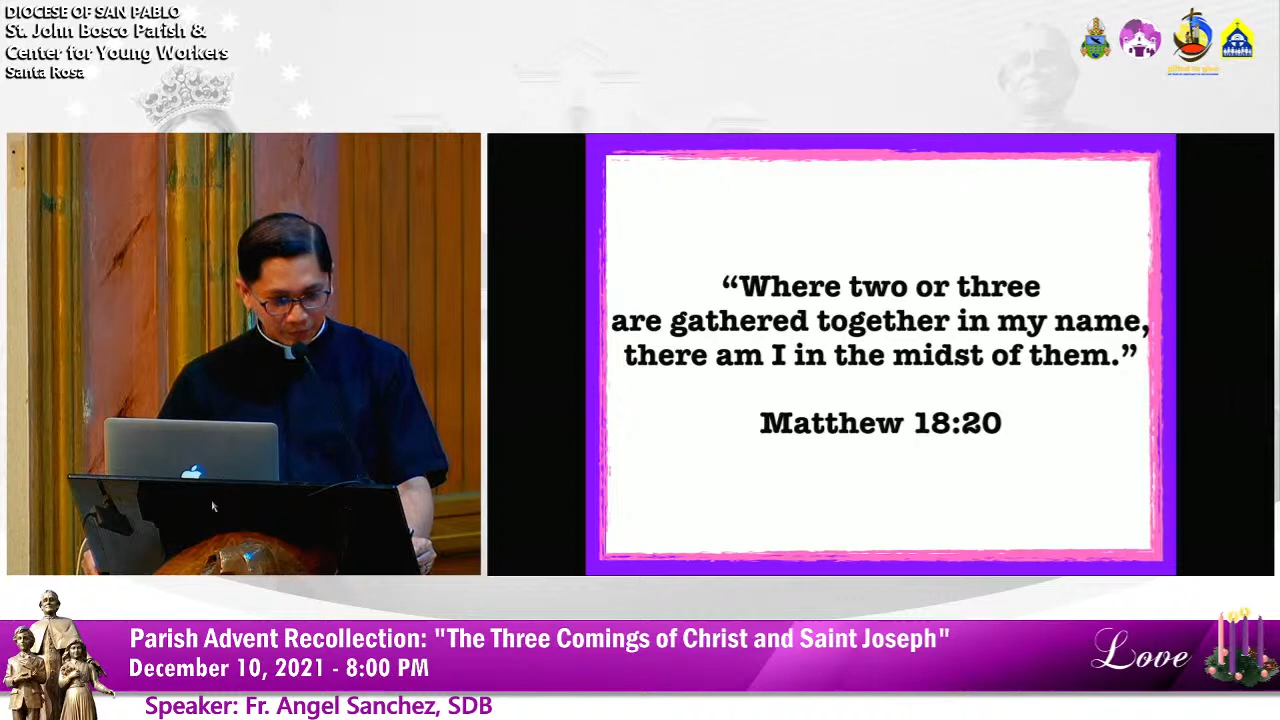 DIOCESE OF SAN PABLO
St. John Bosco Parish &
Center for Young Workers
Santa Rosa
“Where two or three
are gathered together in my name,
there am I in the midst of them.”
Matthew 18:20
Parish Advent Recollection: "The Three Comings of Christ and Saint Joseph"
December 10, 2021 - 8:00 PM
Love
Speaker: Fr. Angel Sanchez, SDB